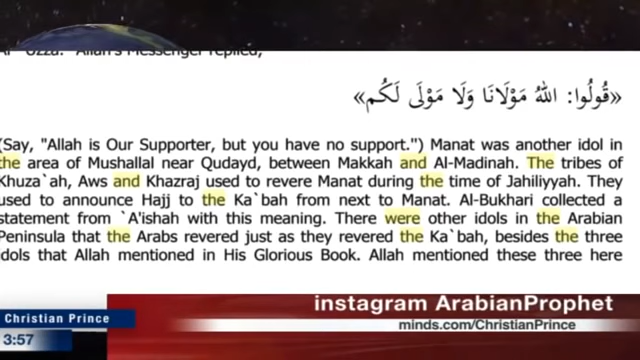 Allah's Messenger replied,
«قُولُوا: اللهُ مَوْلَانَا وَلَا مَوْلَى لَكُم»
(Say, "Allah is Our Supporter, but you have no support.") Manat was another idol in
the area of Mushallal near Qudayd, between Makkah and Al-Madinah. The tribes of
Khuza`ah, Aws and Khazraj used to revere Manat during the time of Jahiliyyah. They
used to announce Hajj to the Ka`bah from next to Manat. Al-Bukhari collected a
statement from `A'ishah with this meaning. There were other idols in the Arabian
Peninsula that the Arabs revered just as they revered the Ka`bah, besides the three
idols that Allah mentioned in His Glorious Book. Allah mentioned these three here
instagram ArabianProphet
Christian Prince
minds.com/ChristianPrince
3:57